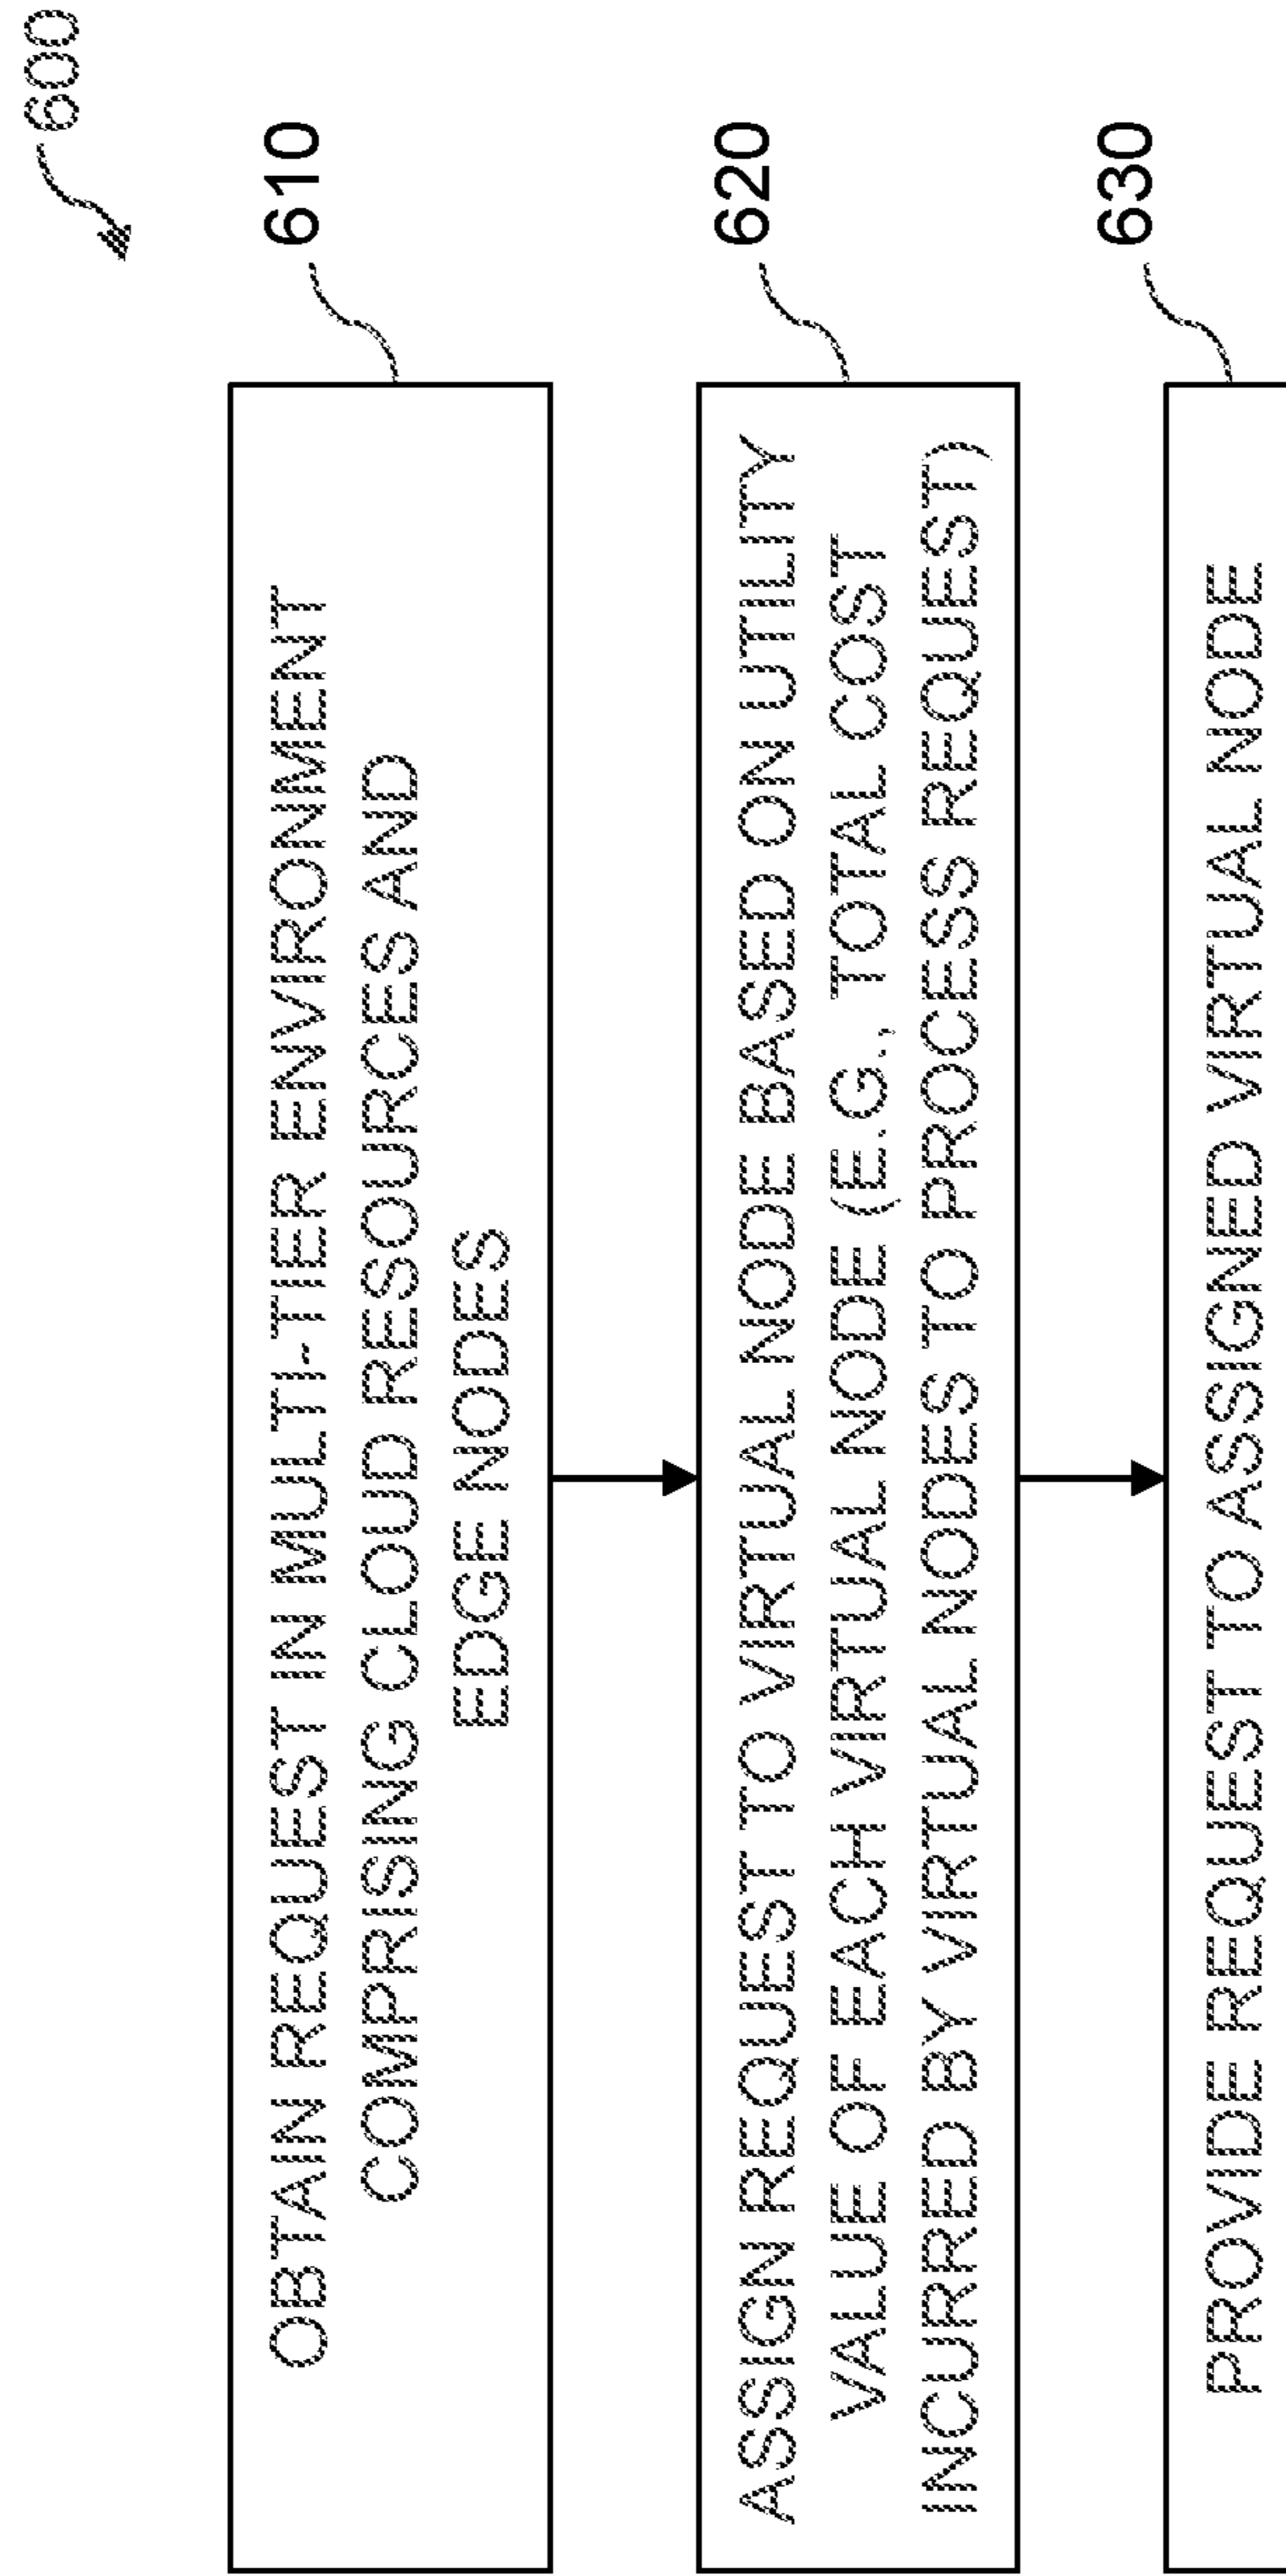 600
610
OBTAIN REQUEST IN MULTI-TIER ENVIRONMENT
COMPRISING CLOUD RESOURCES AND
EDGE NODES
620
ASSIGN REQUEST TO VIRTUAL NODE BASED ON UTILITY
VALUE OF EACH VIRTUAL NODE (E.G., TOTAL COST
INCURRED BY VIRTUAL NODES TO PROCESS REQUEST)
630
PROVIDE REQUEST TO ASSIGNED VIRTUAL NODE